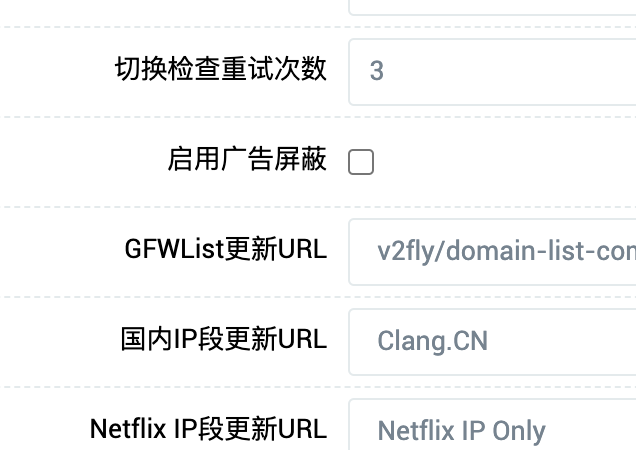 切换检查重试次数
3
启用广告屏蔽
GFWList更新URL
v2fly/domain-list-com
国内IP段更新URL
Clang.CN
Netflix IP段更新URL
Netflix IP Only